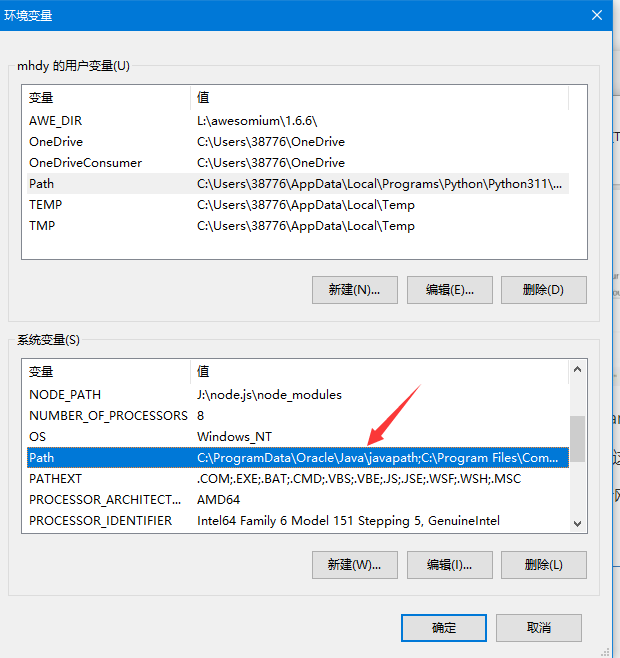 环境变量
mhdy 的用户变量(U)
变量 值
AWE_DIR L:\awesomium\1.6.6\
OneDrive C:\Users\38776\OneDrive
OneDriveConsumer C:\Users\38776\OneDrive
Path C:\Users\38776\AppData\Local\Programs\Python\Python311\...
TEMP C:\Users\38776\AppData\Local\Temp
TMP C:\Users\38776\AppData\Local\Temp
新建(N)... 编辑(E)... 删除(D)
系统变量(S)
变量 值
NODE_PATH J:\node.js\node_modules
NUMBER_OF_PROCESSORS 8
OS Windows_NT
Path C:\ProgramData\Oracle\Java\javapath;C:\Program Files\Com...
PATHEXT .COM;.EXE;.BAT;.CMD;.VBS;.VBE;.JS;.JSE;.WSF;.WSH;.MSC
PROCESSOR_ARCHITECT... AMD64
PROCESSOR_IDENTIFIER Intel64 Family 6 Model 151 Stepping 5, GenuineIntel
新建(W)... 编辑(I)... 删除(L)
确定 取消